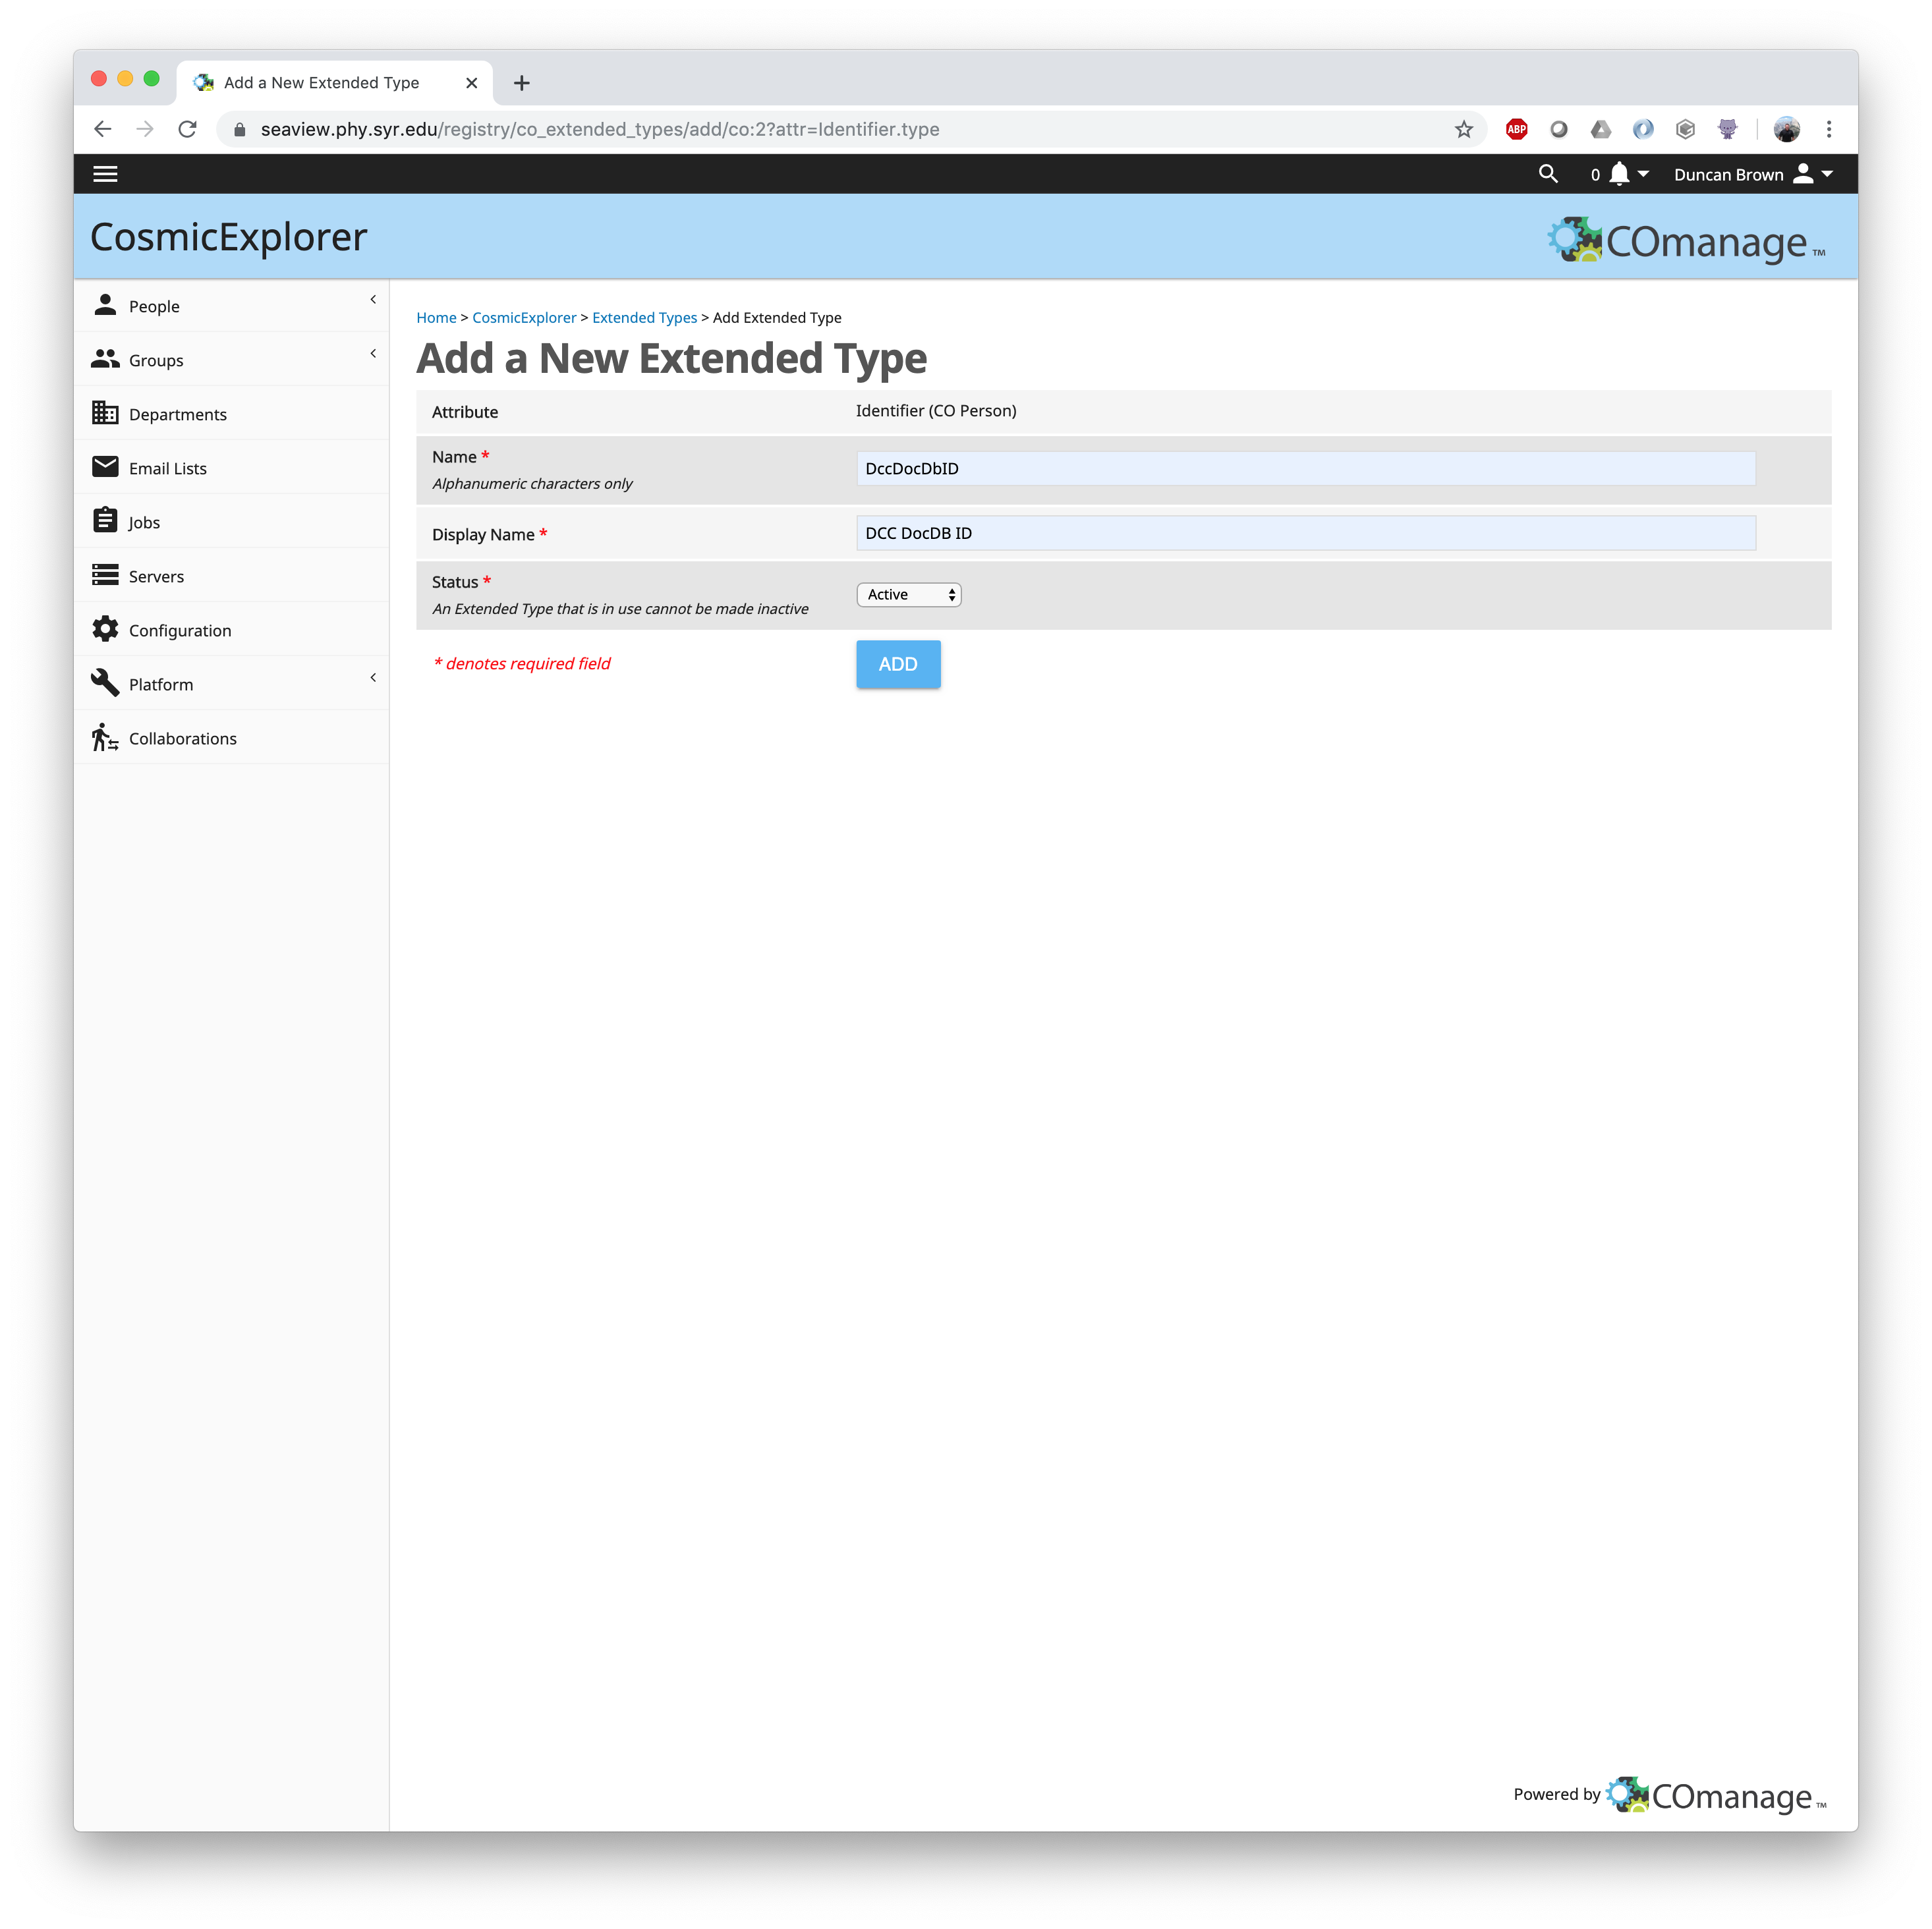 Add a New Extended Type
seaview.phy.syr.edu/registry/co_extended_types/add/co:2?attr=Identifier.type
ABP
0
Duncan Brown
CosmicExplorer
COmanage TM
People
Groups
Departments
Email Lists
Jobs
Servers
Configuration
Platform
Collaborations
Home > CosmicExplorer > Extended Types > Add Extended Type
Add a New Extended Type
Attribute
Identifier (CO Person)
Name *
Alphanumeric characters only
DccDocDbID
Display Name *
DCC DocDB ID
Status *
An Extended Type that is in use cannot be made inactive
Active
* denotes required field
ADD
Powered by COmanage TM